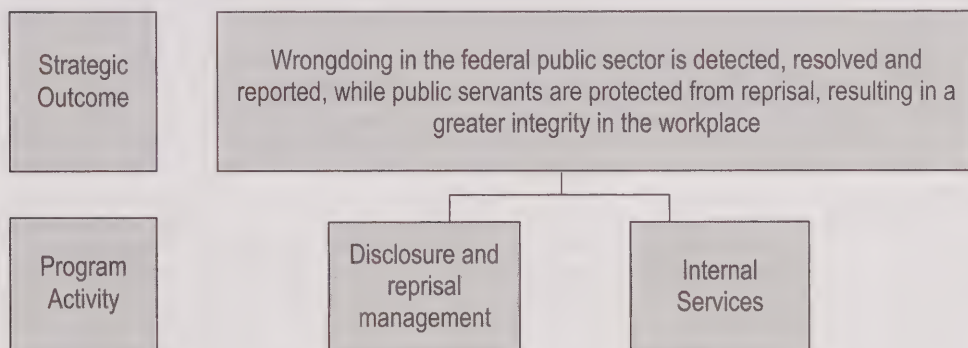 Strategic
Outcome
Wrongdoing in the federal public sector is detected, resolved and
reported, while public servants are protected from reprisal, resulting in a
greater integrity in the workplace
Program
Activity
Disclosure and
reprisal
management
Internal
Services